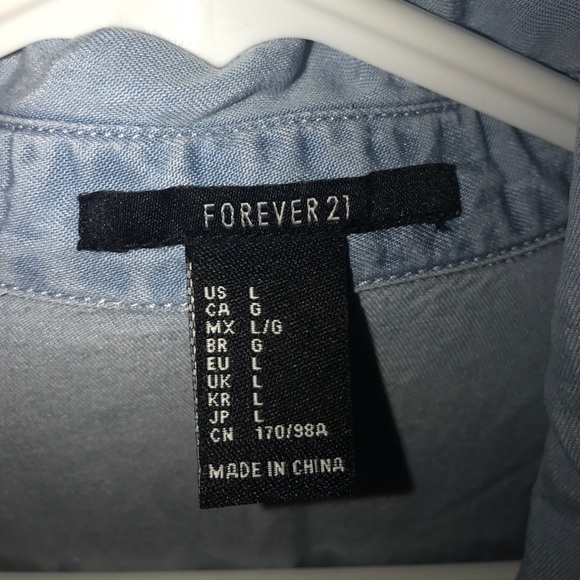 FOREVER 21
US L
CA G
MX L/G
BR G
EU L
UK L
KR L
JP L
CN 170/98A
MADE IN CHINA